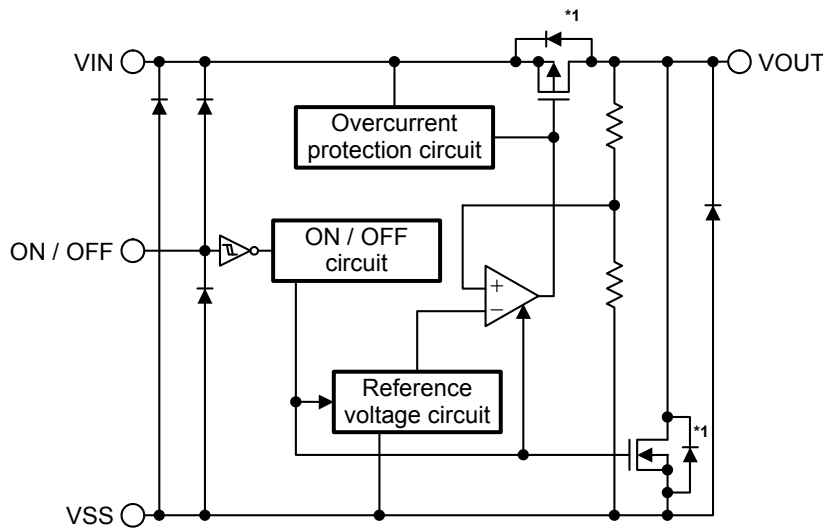 *1
VIN
VOUT
Overcurrent
protection circuit
ON / OFF
ON / OFF
circuit
+
−
Reference
voltage circuit
*1
VSS